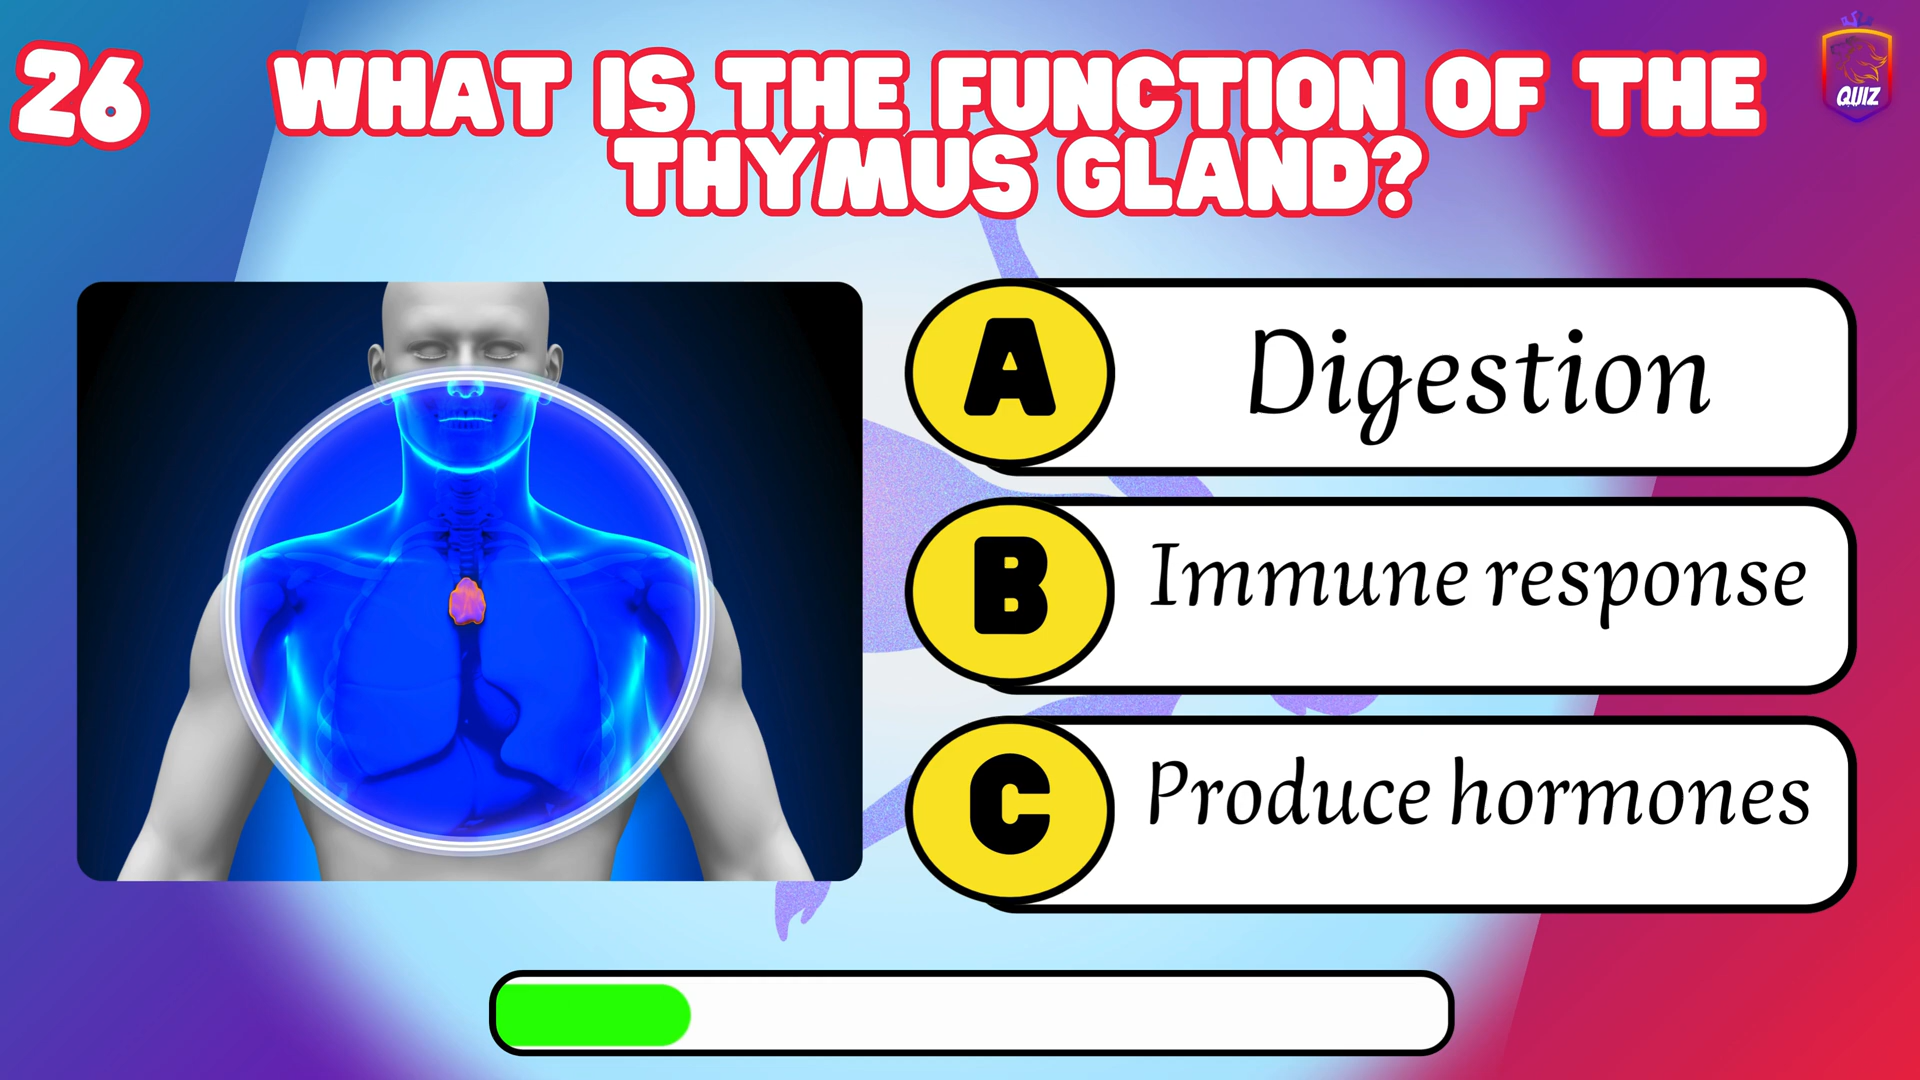 26
WHAT IS THE FUNCTION OF THE
THYMUS GLAND?
QUIZ
A
Digestion
B
Immune response
C
Produce hormones